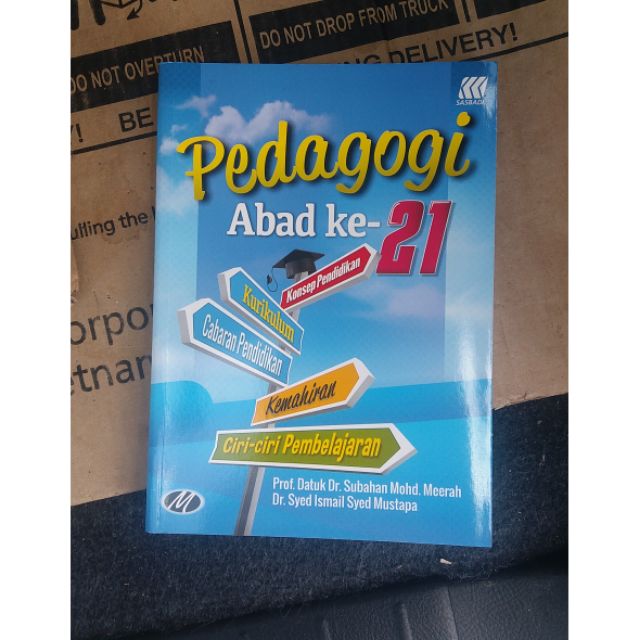 DO NOT OVERTURN
DO NOT DROP FROM TRUCK
DELIVERY!
BE
SASBADI
Pedagogi
Abad ke-21
Konsep Pendidikan
Kurikulum
Cabaran Pendidikan
Kemahiran
Ciri-ciri Pembelajaran
Prof. Datuk Dr. Subahan Mohd. Meerah
Dr. Syed Ismail Syed Mustapa
M
the